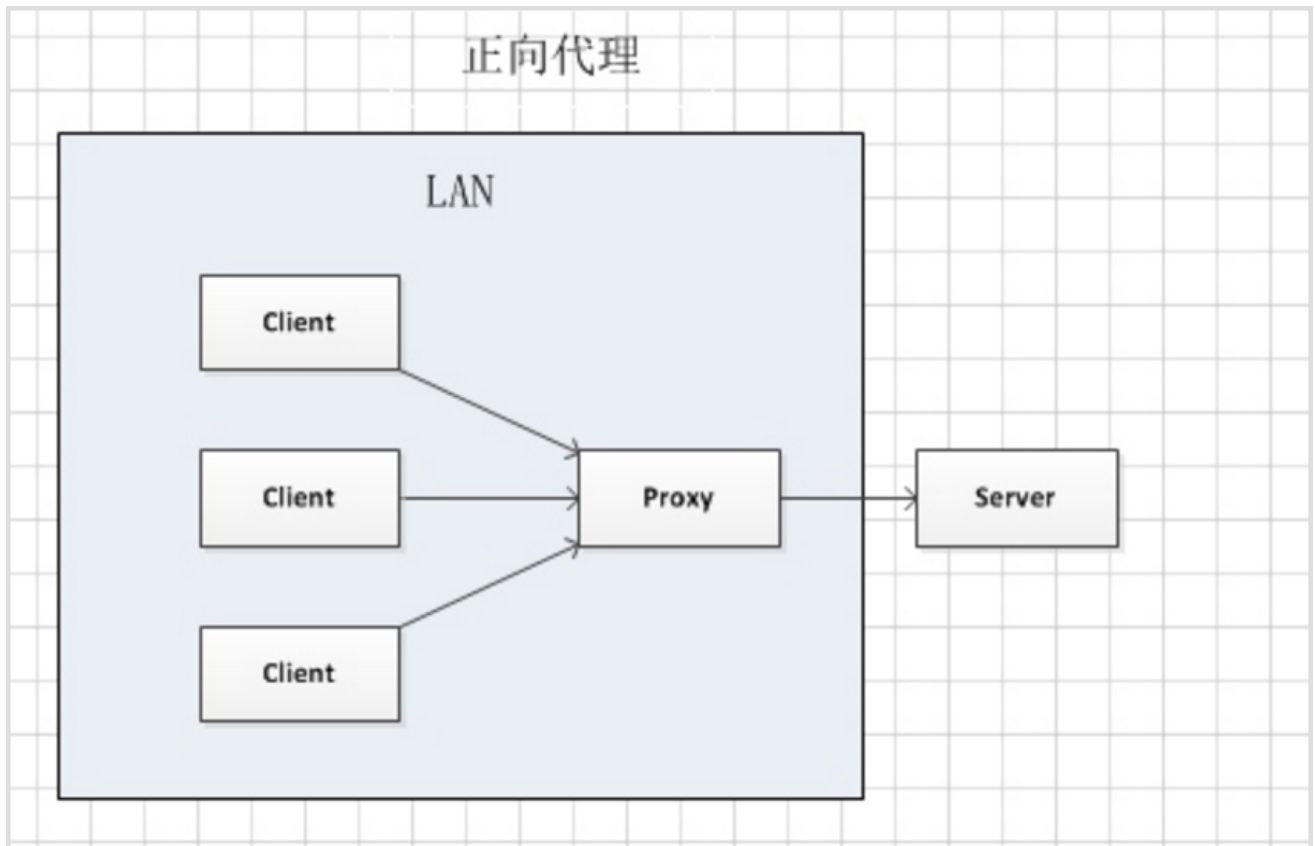 正向代理
LAN
Client
Client
Proxy
Server
Client